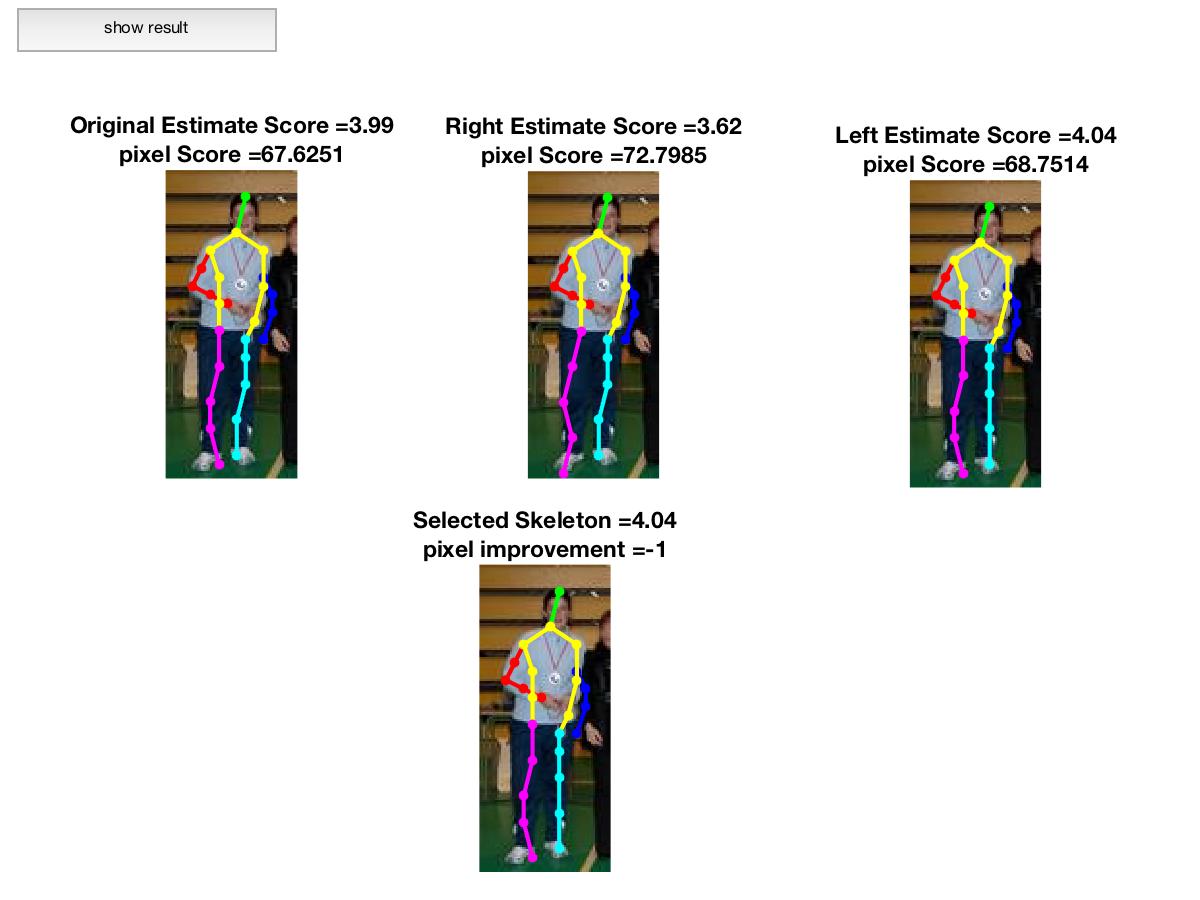 show result
Original Estimate Score =3.99
pixel Score =67.6251
Right Estimate Score =3.62
pixel Score =72.7985
Left Estimate Score =4.04
pixel Score =68.7514
Selected Skeleton =4.04
pixel improvement =-1